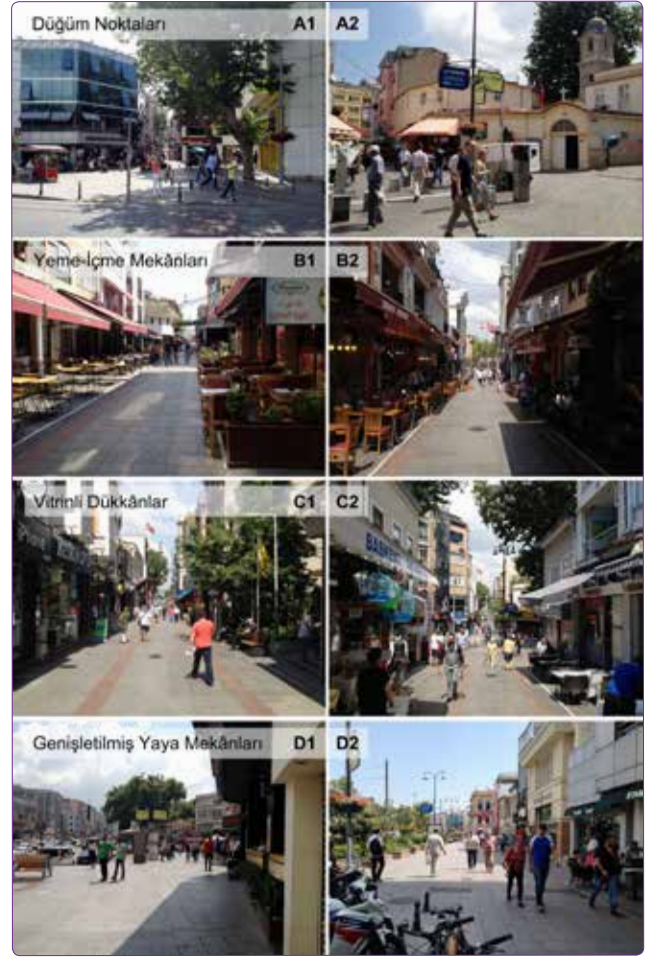 Düğüm Noktaları A1 A2
Yeme-İçme Mekânları B1 B2
Vitrinli Dükkânlar C1 C2
Genişletilmiş Yaya Mekânları D1 D2